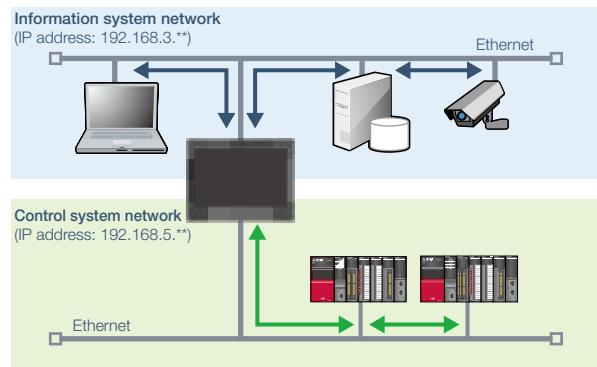 Information system network
(IP address: 192.168.3.**)
Ethernet
Control system network
(IP address: 192.168.5.**)
Ethernet